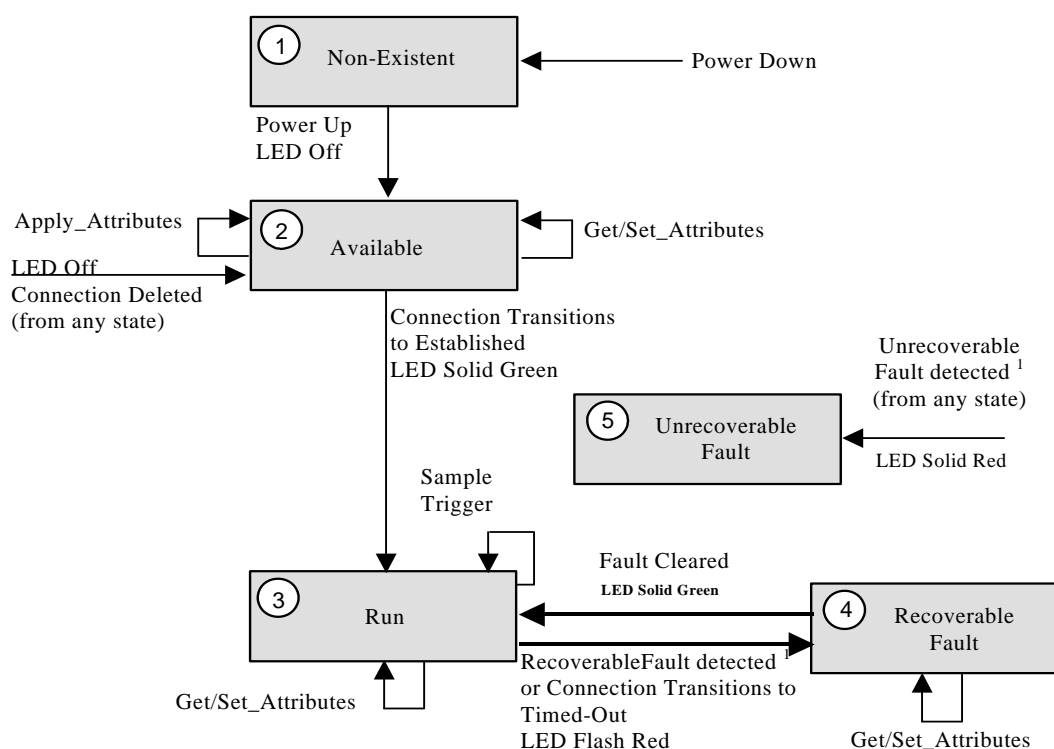 1
Non-Existent
Power Down
Power Up
LED Off
Apply_Attributes
2
Available
Get/Set_Attributes
LED Off
Connection Deleted
(from any state)
Connection Transitions
to Established
LED Solid Green
Unrecoverable
Fault detected 1
(from any state)
5
Unrecoverable
Fault
LED Solid Red
Sample
Trigger
3
Run
Fault Cleared
LED Solid Green
4
Recoverable
Fault
RecoverableFault detected 1
or Connection Transitions to
Timed-Out
LED Flash Red
Get/Set_Attributes
Get/Set_Attributes